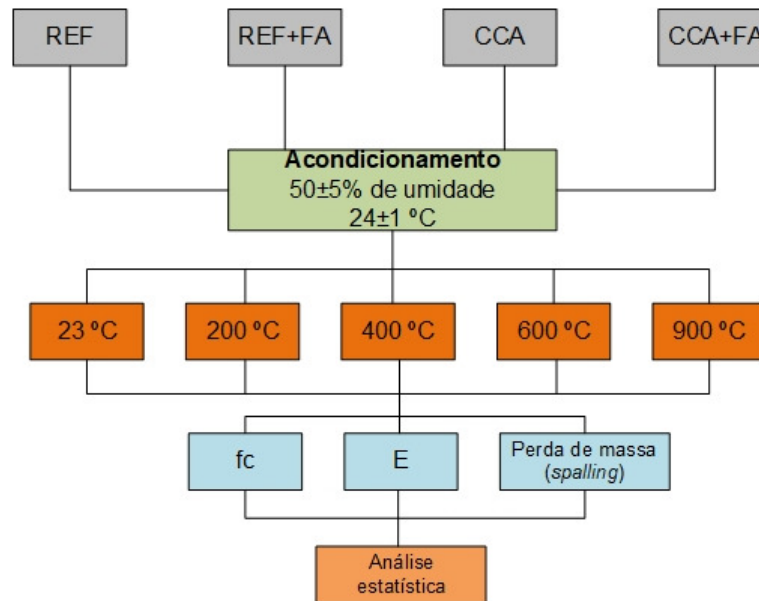 REF
REF+FA
CCA
CCA+FA
Acondicionamento
50±5% de umidade
24±1 ºC
23 ºC
200 ºC
400 ºC
600 ºC
900 ºC
fc
E
Perda de massa
(spalling)
Análise
estatística